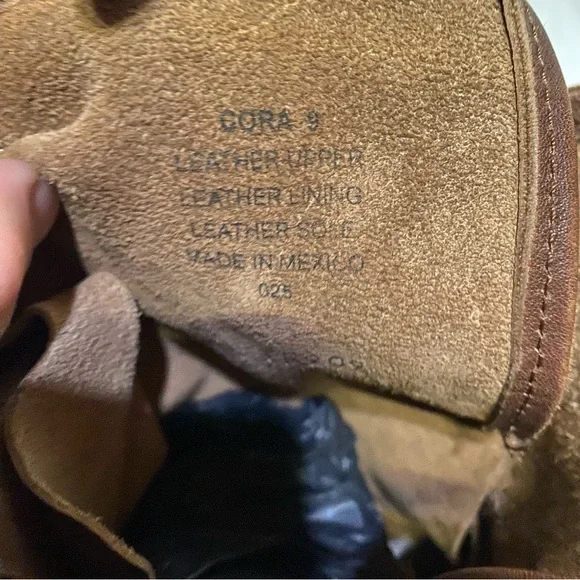 CORA 9
LEATHER UPPER
LEATHER LINING
LEATHER SOLE
MADE IN MEXICO
025